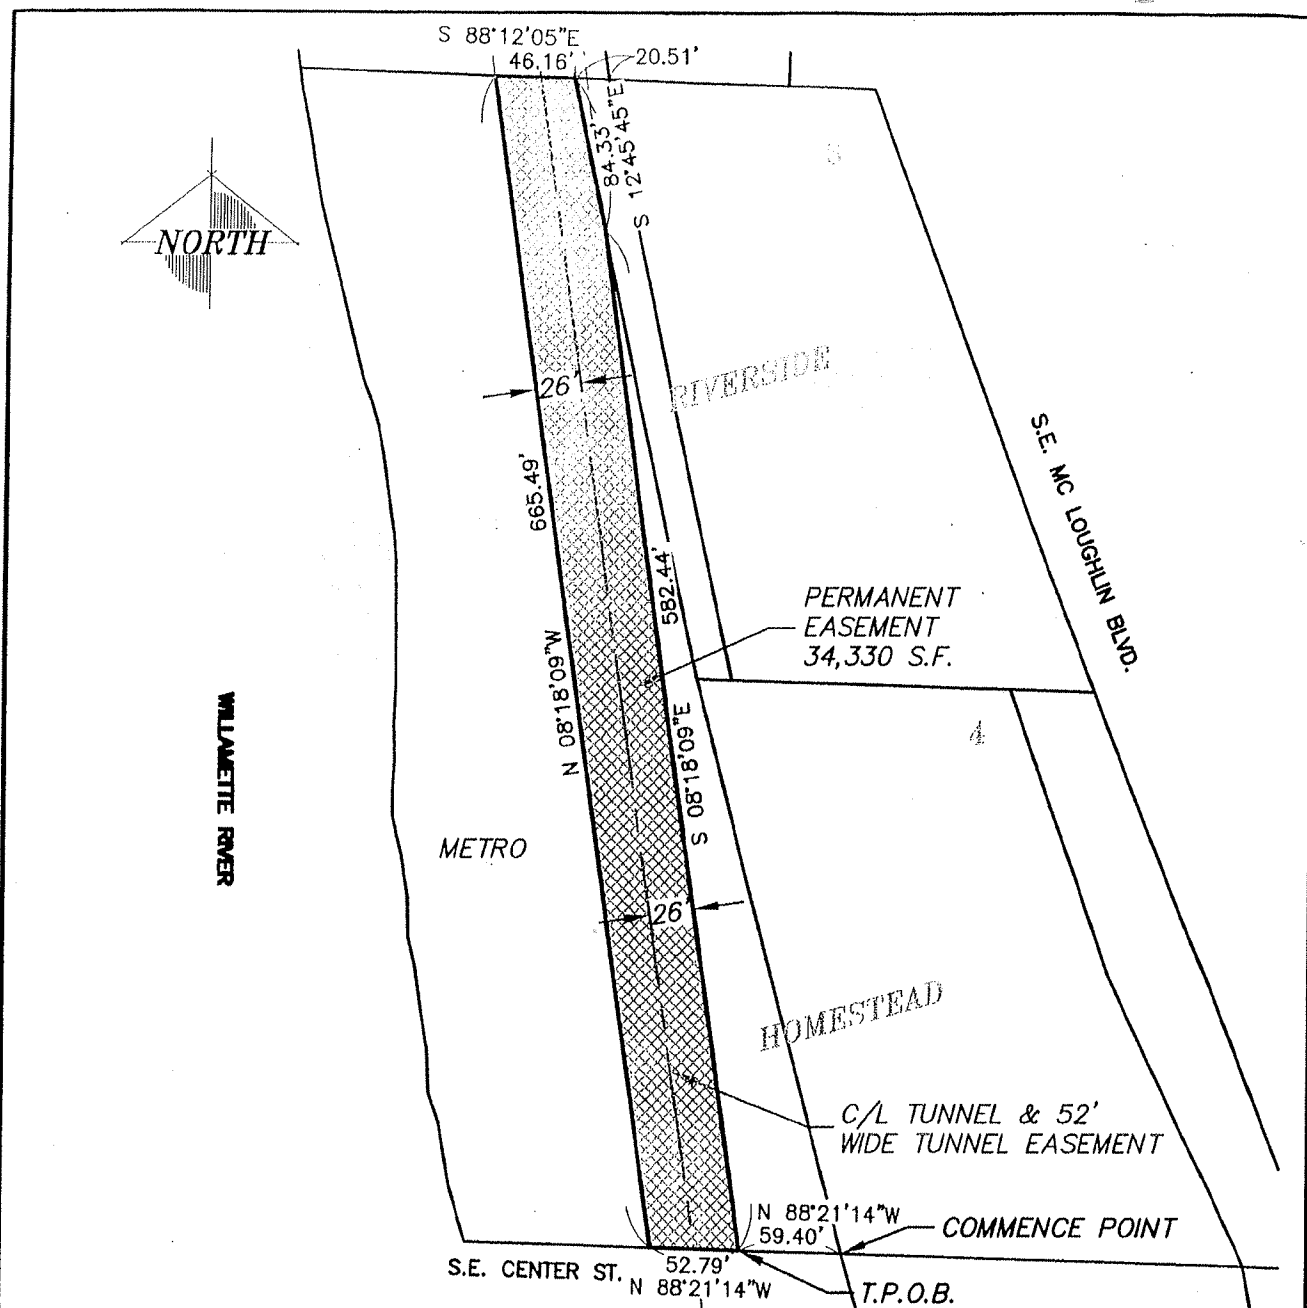 S 88°12'05"E
46.16'
20.51'
84.33'
S 12°45'45"E
3
NORTH
26'
RIVERSIDE
665.49'
S.E. MC LOUGHLIN BLVD.
582.44'
PERMANENT
EASEMENT
34,330 S.F.
N 08°18'09"W
S 08°18'09"E
4
WILLAMETTE RIVER
METRO
26'
HOMESTEAD
C/L TUNNEL & 52'
WIDE TUNNEL EASEMENT
N 88°21'14"W
59.40'
COMMENCE POINT
S.E. CENTER ST.
52.79'
N 88°21'14"W
T.P.O.B.